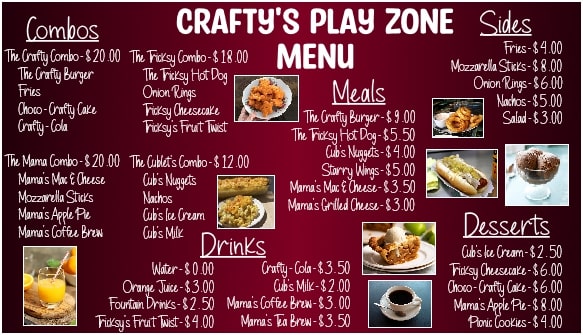 CRAFTY'S PLAY ZONE
MENU
Combos
The Crafty Combo - $20.00
The Crafty Burger
Fries
Choco - Crafty Cake
Crafty - Cola
The Tricksy Combo - $18.00
The Tricksy Hot Dog
Onion Rings
Tricksy Cheesecake
Tricksy's Fruit Twist
The Mama Combo - $20.00
Mama's Mac & Cheese
Mozzarella Sticks
Mama's Apple Pie
Mama's Coffee Brew
The Cublet's Combo - $12.00
Cub's Nuggets
Nachos
Cub's Ice Cream
Cub's Milk
Meals
The Crafty Burger - $9.00
The Tricksy Hot Dog - $5.50
Cub's Nuggets - $4.00
Starry Wings - $5.00
Mama's Mac & Cheese - $3.50
Mama's Grilled Cheese - $3.00
Sides
Fries - $4.00
Mozzarella Sticks - $8.00
Onion Rings - $6.00
Nachos - $5.00
Salad - $3.00
Drinks
Water - $0.00
Orange Juice - $3.00
Fountain Drinks - $2.50
Tricksy's Fruit Twist - $4.00
Crafty - Cola - $3.50
Cub's Milk - $2.00
Mama's Coffee Brew - $3.00
Mama's Tea Brew - $3.50
Desserts
Cub's Ice Cream - $2.50
Tricksy Cheesecake - $6.00
Choco - Crafty Cake - $6.00
Mama's Apple Pie - $8.00
Picnic Cookies - $4.00